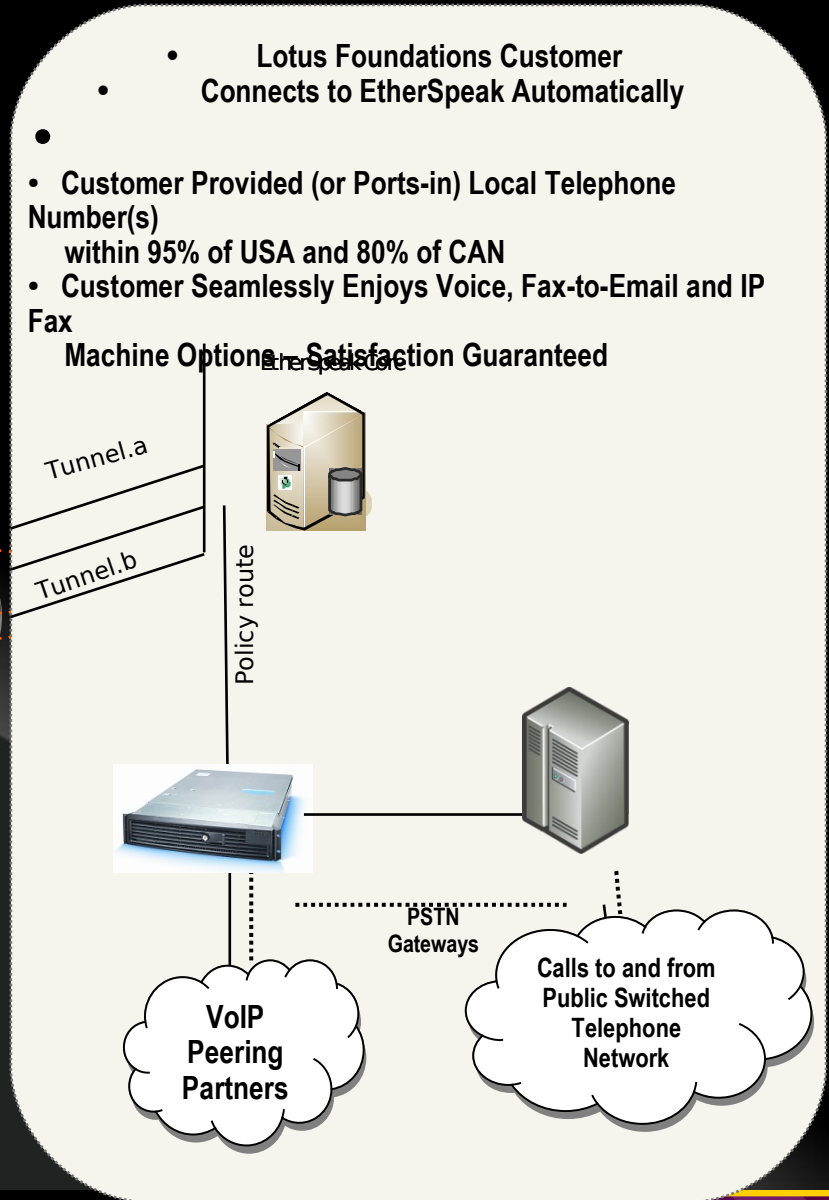 • Lotus Foundations Customer
• Connects to EtherSpeak Automatically
•
• Customer Provided (or Ports-in) Local Telephone
Number(s)
within 95% of USA and 80% of CAN
• Customer Seamlessly Enjoys Voice, Fax-to-Email and IP
Fax
Machine Options – Satisfaction Guaranteed
EtherSpeak Core
Tunnel.a
Tunnel.b
Policy route
PSTN
Gateways
Calls to and from
Public Switched
Telephone
Network
VoIP
Peering
Partners